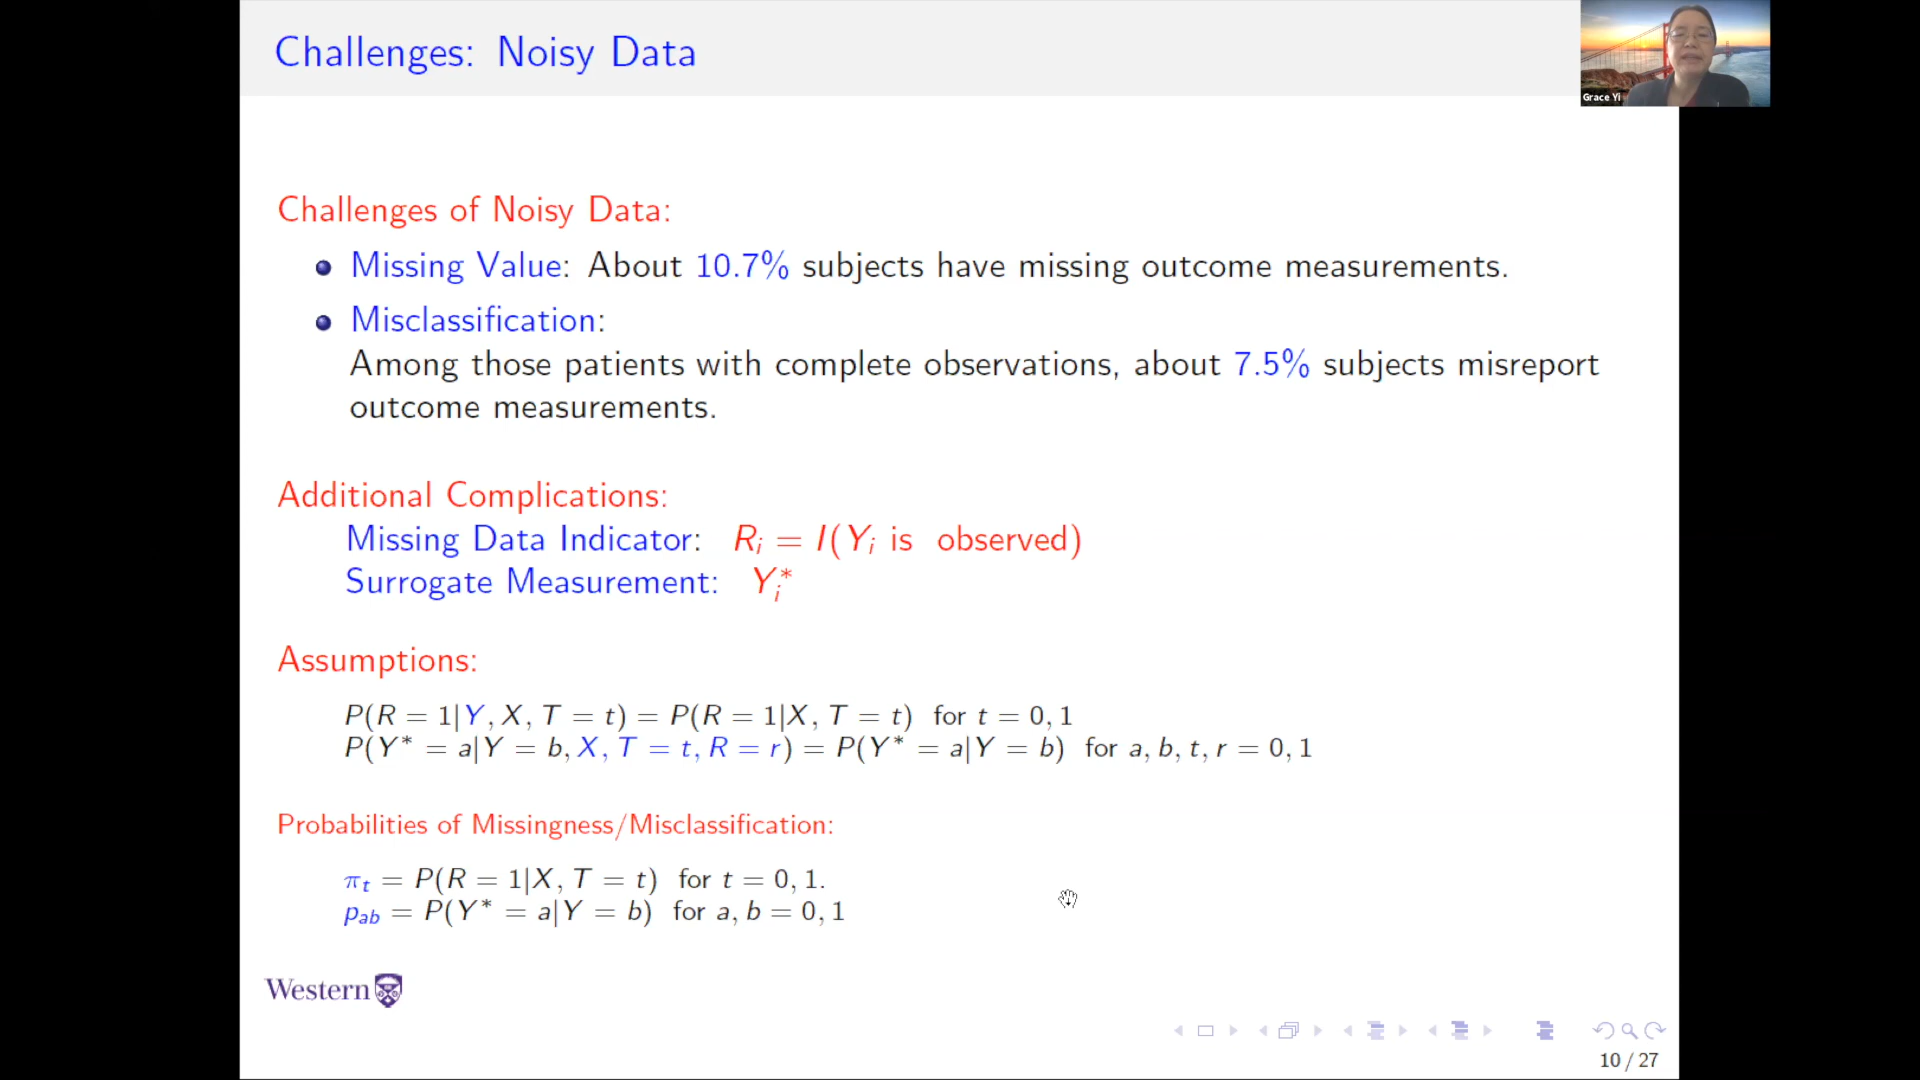 Challenges: Noisy Data
Grace Yi
Challenges of Noisy Data:
Missing Value: About 10.7% subjects have missing outcome measurements.
Misclassification:
Among those patients with complete observations, about 7.5% subjects misreport
outcome measurements.
Additional Complications:
Missing Data Indicator: R_i = I(Y_i is observed)
Surrogate Measurement: Y_i^*
Assumptions:
P(R = 1|Y, X, T = t) = P(R = 1|X, T = t) for t = 0, 1
P(Y* = a|Y = b, X, T = t, R = r) = P(Y* = a|Y = b) for a, b, t, r = 0, 1
Probabilities of Missingness/Misclassification:
π_t = P(R = 1|X, T = t) for t = 0, 1.
p_ab = P(Y* = a|Y = b) for a, b = 0, 1
Western
10 / 27